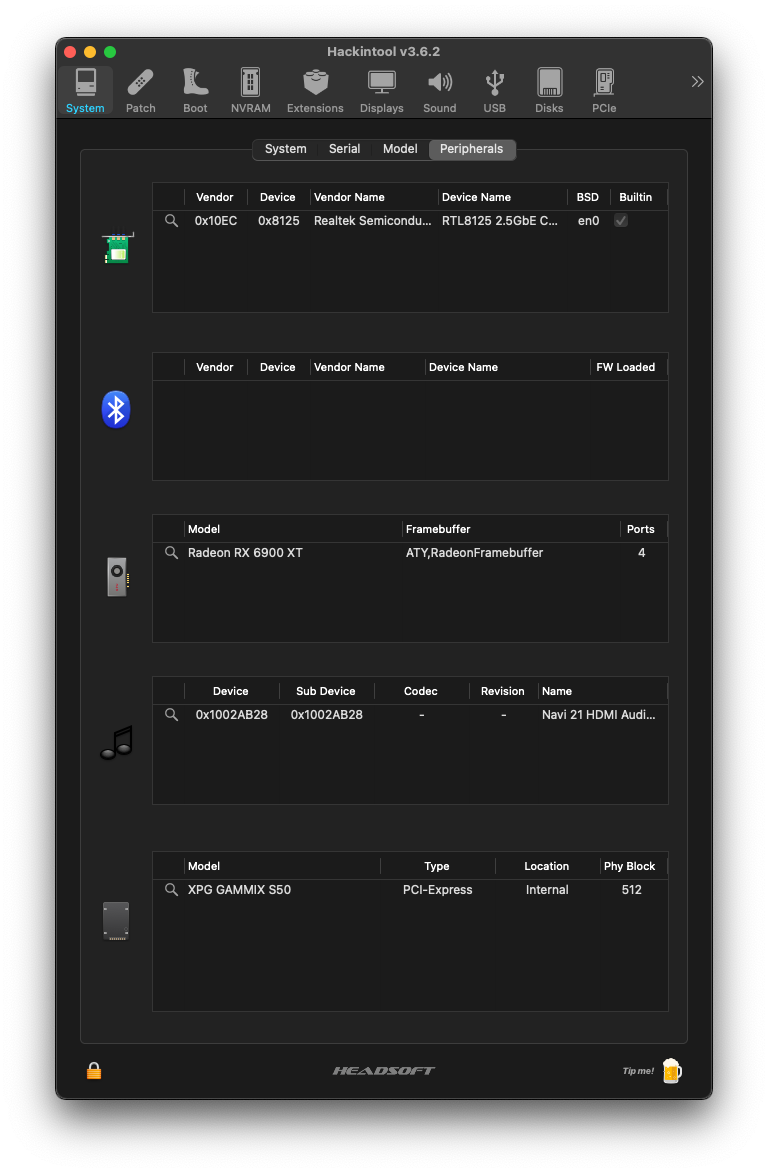 Hackintool v3.6.2
System Patch Boot NVRAM Extensions Displays Sound USB Disks PCIe
System Serial Model Peripherals
Vendor Device Vendor Name Device Name BSD Builtin
0x10EC 0x8125 Realtek Semicondu... RTL8125 2.5GbE C... en0
Vendor Device Vendor Name Device Name FW Loaded
Model Framebuffer Ports
Radeon RX 6900 XT ATY,RadeonFramebuffer 4
Device Sub Device Codec Revision Name
0x1002AB28 0x1002AB28 - - Navi 21 HDMI Audi...
Model Type Location Phy Block
XPG GAMMIX S50 PCI-Express Internal 512
HEADSOFT Tip me!